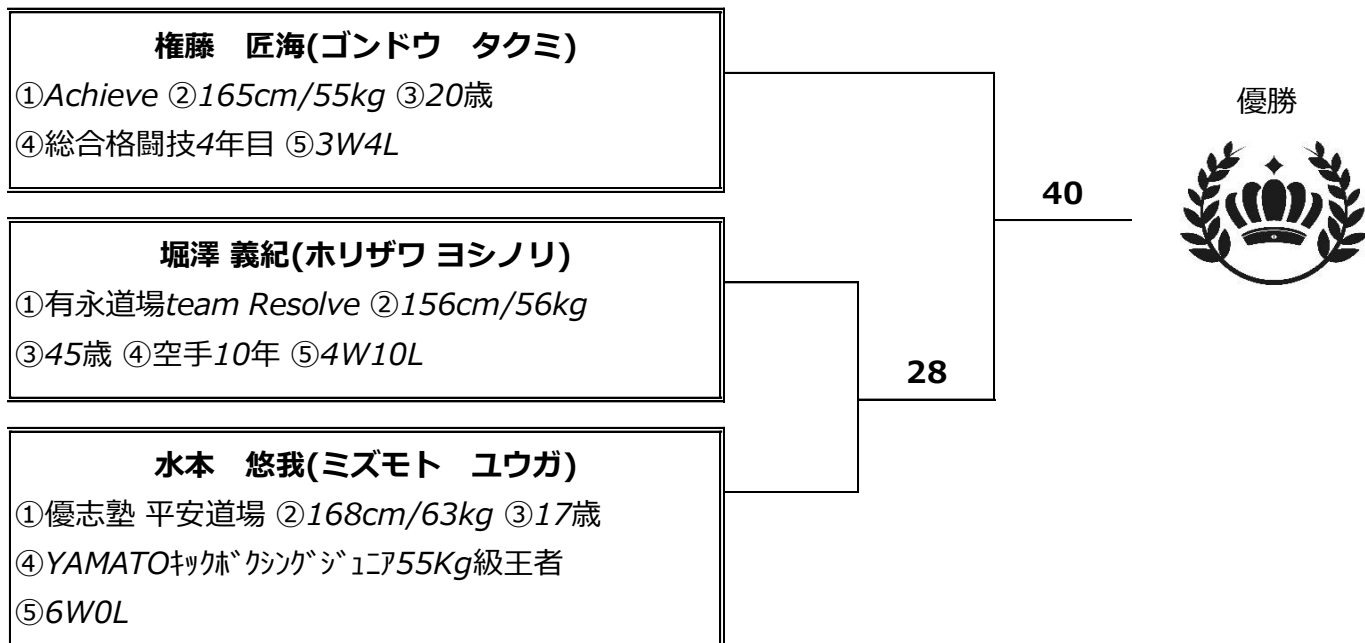 権藤　匠海(ゴンドウ　タクミ)
①Achieve ②165cm/55kg ③20歳
④総合格闘技4年目 ⑤3W4L
優勝
40
堀澤 義紀(ホリザワ ヨシノリ)
①有永道場team Resolve ②156cm/56kg
③45歳 ④空手10年 ⑤4W10L
28
水本　悠我(ミズモト　ユウガ)
①優志塾 平安道場 ②168cm/63kg ③17歳
④YAMATOｷｯｸﾎﾞｸｼﾝｸﾞｼﾞｭﾆｱ55Kg級王者
⑤6W0L